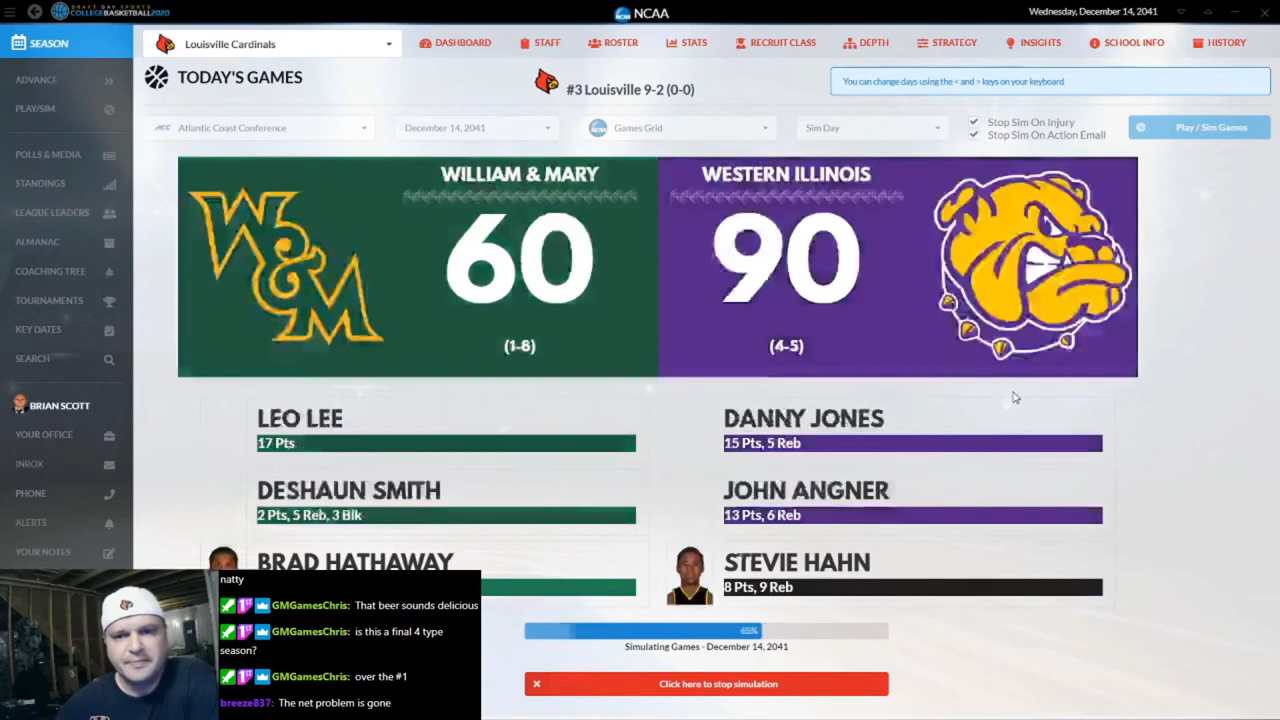 DRAFT DAY SPORTS
COLLEGE BASKETBALL 2020
NCAA
Wednesday, December 14, 2041
SEASON
Louisville Cardinals
DASHBOARD
STAFF
ROSTER
STATS
RECRUIT CLASS
DEPTH
STRATEGY
INSIGHTS
SCHOOL INFO
HISTORY
ADVANCE
PLAY/SIM
POLLS & MEDIA
STANDINGS
LEAGUE LEADERS
ALMANAC
COACHING TREE
TOURNAMENTS
KEY DATES
SEARCH
BRIAN SCOTT
YOUR OFFICE
INBOX
PHONE
ALERTS
YOUR NOTES
TODAY'S GAMES
#3 Louisville 9-2 (0-0)
You can change days using the < and > keys on your keyboard
ACC Atlantic Coast Conference
December 14, 2041
Games Grid
Sim Day
Stop Sim On Injury
Stop Sim On Action Email
Play / Sim Games
W&M
WILLIAM & MARY
60
(1-8)
WESTERN ILLINOIS
90
(4-5)
LEO LEE
17 Pts
DESHAUN SMITH
2 Pts, 5 Reb, 3 Blk
BRAD HATHAWAY
DANNY JONES
15 Pts, 5 Reb
JOHN ANGNER
13 Pts, 6 Reb
STEVIE HAHN
8 Pts, 9 Reb
65%
Simulating Games - December 14, 2041
Click here to stop simulation
natty
GMGamesChris: That beer sounds delicious
GMGamesChris: is this a final 4 type
season?
GMGamesChris: over the #1
breeze837: The net problem is gone